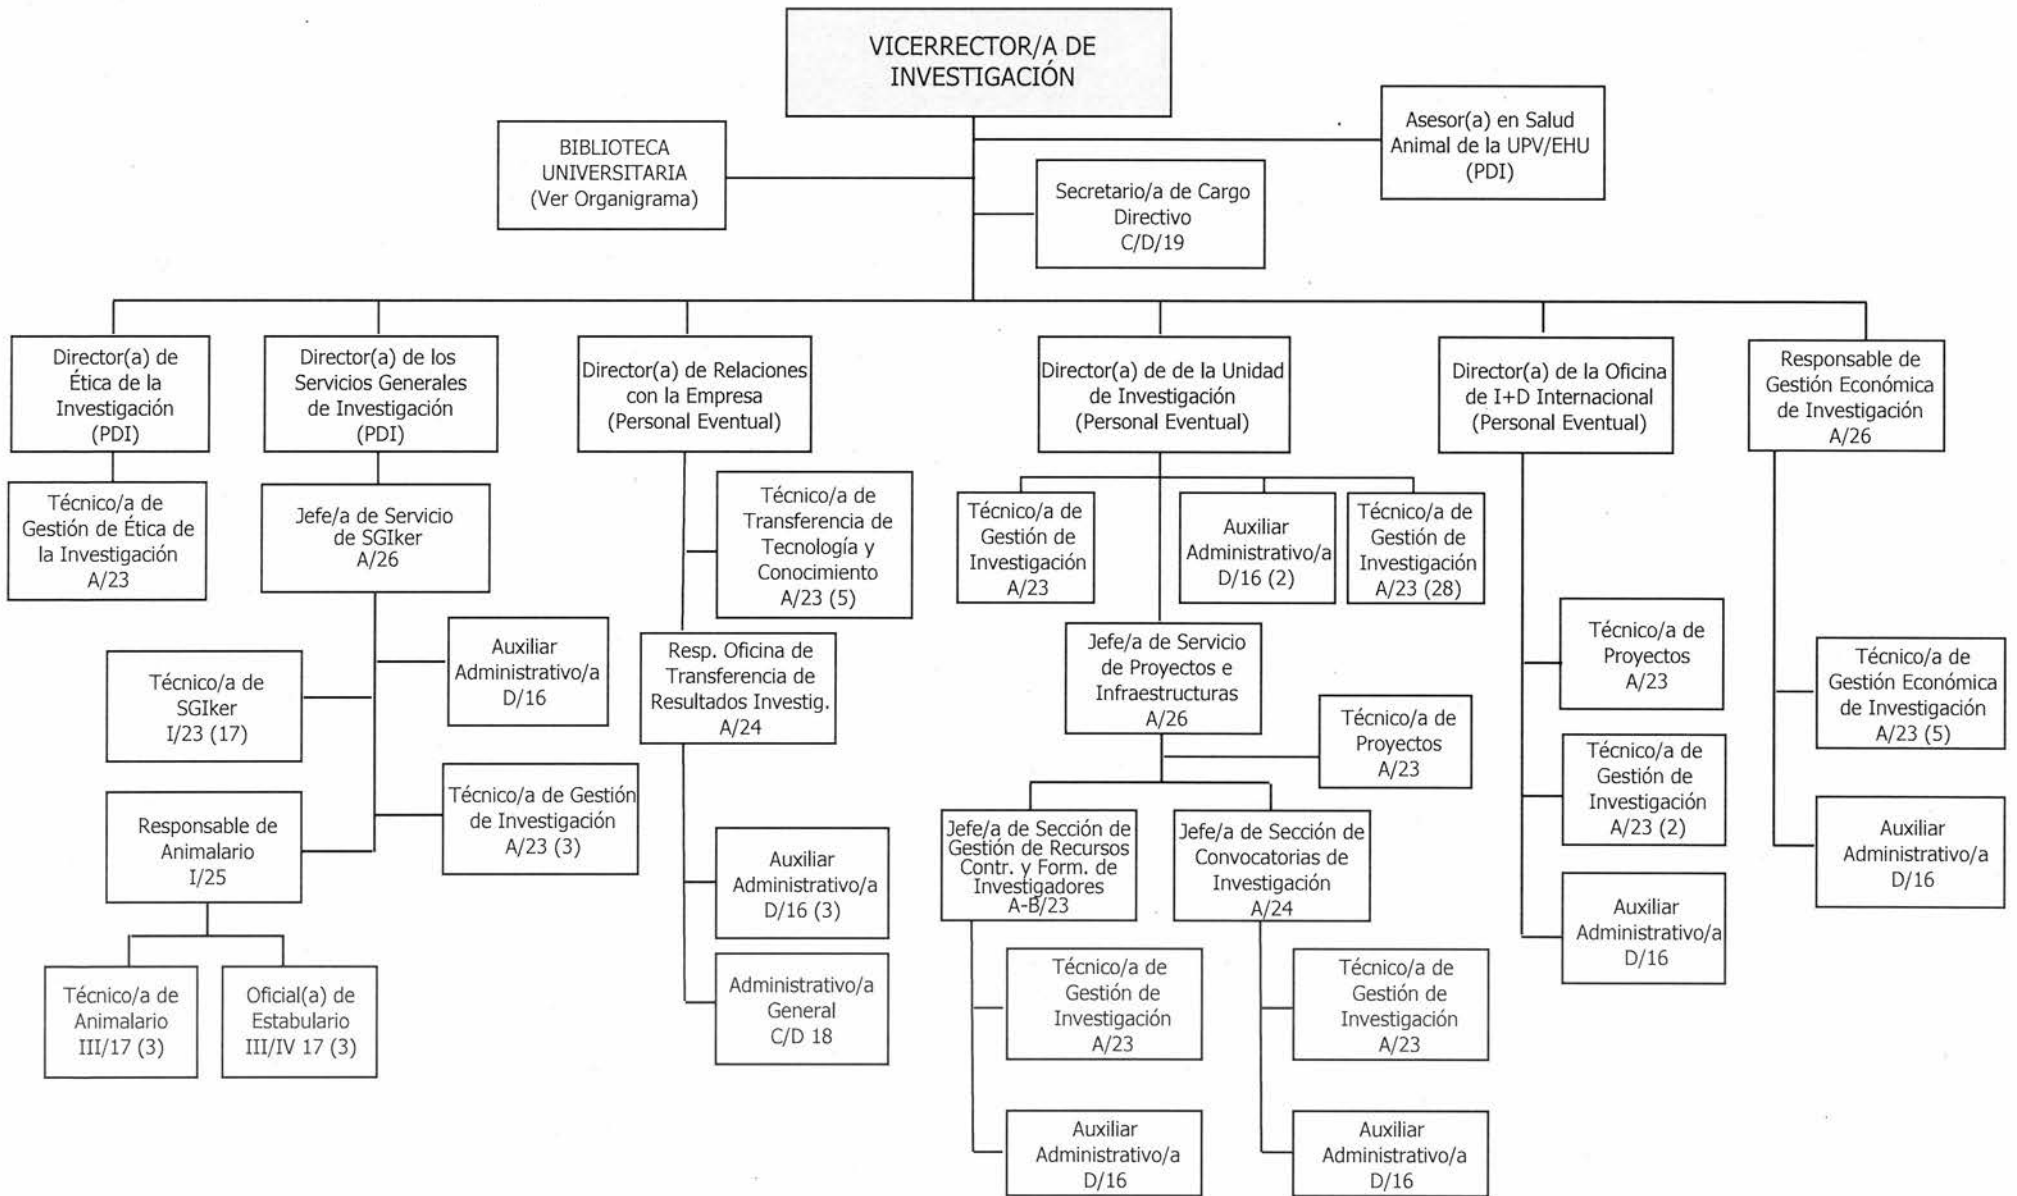 VICERRECTOR/A DE
INVESTIGACIÓN
BIBLIOTECA
UNIVERSITARIA
(Ver Organigrama)
Asesor(a) en Salud
Animal de la UPV/EHU
(PDI)
Secretario/a de Cargo
Directivo
C/D/19
Director(a) de
Ética de la
Investigación
(PDI)
Director(a) de los
Servicios Generales
de Investigación
(PDI)
Director(a) de Relaciones
con la Empresa
(Personal Eventual)
Director(a) de de la Unidad
de Investigación
(Personal Eventual)
Director(a) de la Oficina
de I+D Internacional
(Personal Eventual)
Responsable de
Gestión Económica
de Investigación
A/26
Técnico/a de
Gestión de Ética de
la Investigación
A/23
Jefe/a de Servicio
de SGIker
A/26
Técnico/a de
SGIker
I/23 (17)
Auxiliar
Administrativo/a
D/16
Responsable de
Animalario
I/25
Técnico/a de Gestión
de Investigación
A/23 (3)
Técnico/a de
Animalario
III/17 (3)
Oficial(a) de
Estabulario
III/IV 17 (3)
Técnico/a de
Transferencia de
Tecnología y
Conocimiento
A/23 (5)
Resp. Oficina de
Transferencia de
Resultados Investig.
A/24
Auxiliar
Administrativo/a
D/16 (3)
Administrativo/a
General
C/D 18
Técnico/a de
Gestión de
Investigación
A/23
Auxiliar
Administrativo/a
D/16 (2)
Técnico/a de
Gestión de
Investigación
A/23 (28)
Jefe/a de Servicio
de Proyectos e
Infraestructuras
A/26
Técnico/a de
Proyectos
A/23
Jefe/a de Sección de
Gestión de Recursos
Contr. y Form. de
Investigadores
A-B/23
Jefe/a de Sección de
Convocatorias de
Investigación
A/24
Técnico/a de
Gestión de
Investigación
A/23
Auxiliar
Administrativo/a
D/16
Técnico/a de
Gestión de
Investigación
A/23
Auxiliar
Administrativo/a
D/16
Técnico/a de
Proyectos
A/23
Técnico/a de
Gestión de
Investigación
A/23 (2)
Auxiliar
Administrativo/a
D/16
Técnico/a de
Gestión Económica
de Investigación
A/23 (5)
Auxiliar
Administrativo/a
D/16